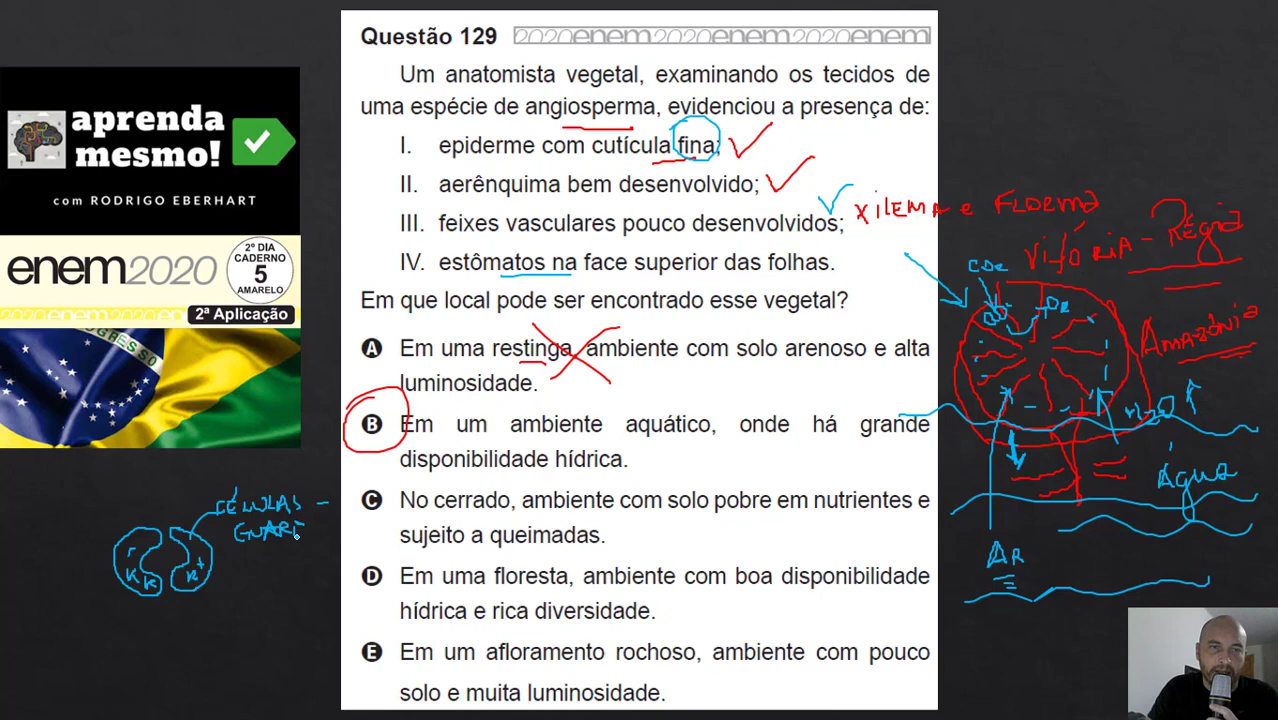 Questão 129
2020enem2020enem2020enem
Um anatomista vegetal, examinando os tecidos de
uma espécie de angiosperma, evidenciou a presença de:
I. epiderme com cutícula fina;
II. aerênquima bem desenvolvido;
III. feixes vasculares pouco desenvolvidos;
IV. estômatos na face superior das folhas.
Em que local pode ser encontrado esse vegetal?
A Em uma restinga, ambiente com solo arenoso e alta
luminosidade.
B Em um ambiente aquático, onde há grande
disponibilidade hídrica.
C No cerrado, ambiente com solo pobre em nutrientes e
sujeito a queimadas.
D Em uma floresta, ambiente com boa disponibilidade
hídrica e rica diversidade.
E Em um afloramento rochoso, ambiente com pouco
solo e muita luminosidade.
aprenda
mesmo!
com RODRIGO EBERHART
enem2020
2º DIA
CADERNO
5
AMARELO
2ª Aplicação
CÉLULAS -
GUARD
K K K+
XILEMA e FLOEMA
VITÓRIA - RÉGIA
CO2
O2
AMAZÔNIA
H2O
Água
AR